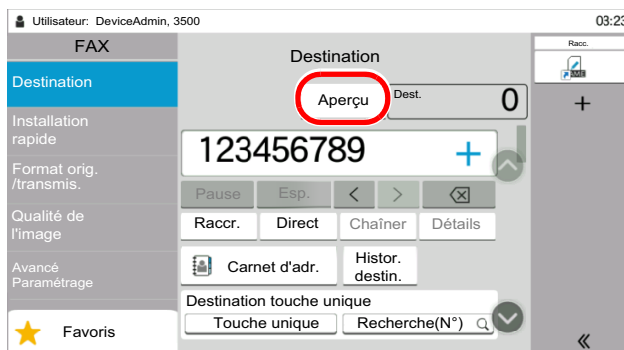 Utilisateur: DeviceAdmin, 3500
03:23
FAX
Destination
Installation
rapide
Format orig.
/transmis.
Qualité de
l'image
Avancé
Paramétrage
Favoris
Destination
Aperçu
Dest.
0
123456789
+
Pause
Esp.
<
>
Raccr.
Direct
Chaîner
Détails
Carnet d'adr.
Histor.
destin.
Destination touche unique
Touche unique
Recherche(N°)
Racc.
+
«